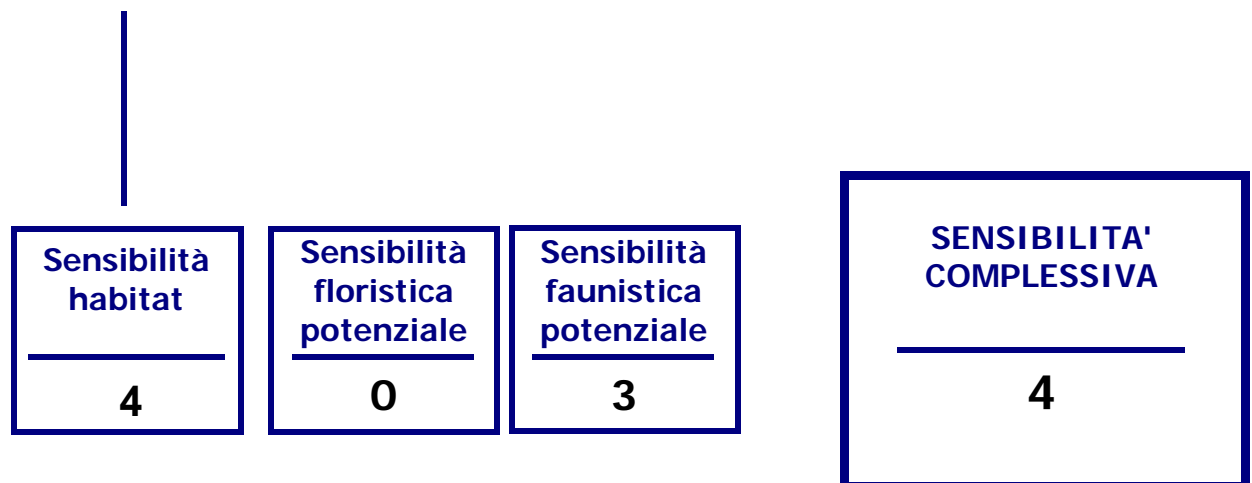 Sensibilità
habitat
4
Sensibilità
floristica
potenziale
0
Sensibilità
faunistica
potenziale
3
SENSIBILITA'
COMPLESSIVA
4